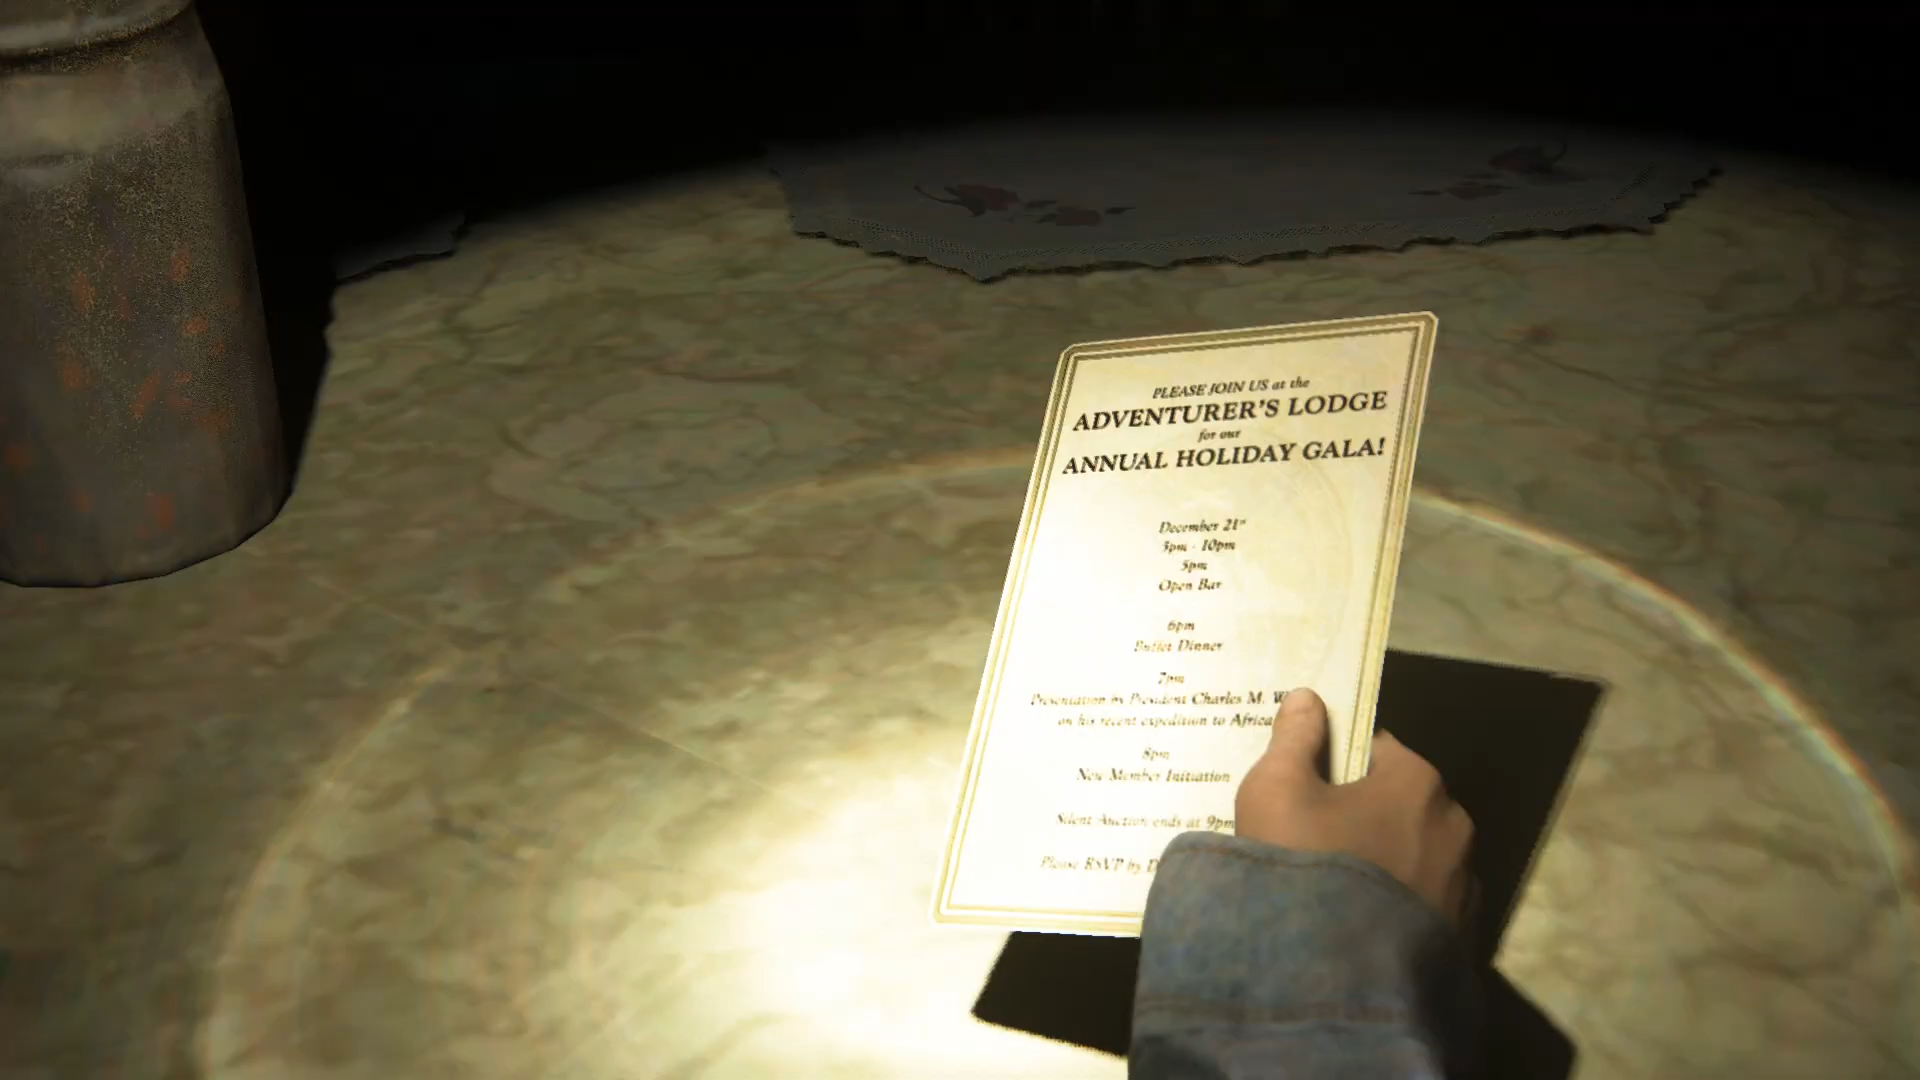 PLEASE JOIN US at the
ADVENTURER'S LODGE
for our
ANNUAL HOLIDAY GALA!
December 21st
5pm - 10pm
5pm
Open Bar
6pm
Buffet Dinner
7pm
Presentation by President Charles M.
on his recent expedition to Africa
8pm
New Member Initiation
Silent Auction ends at 9pm
Please RSVP by